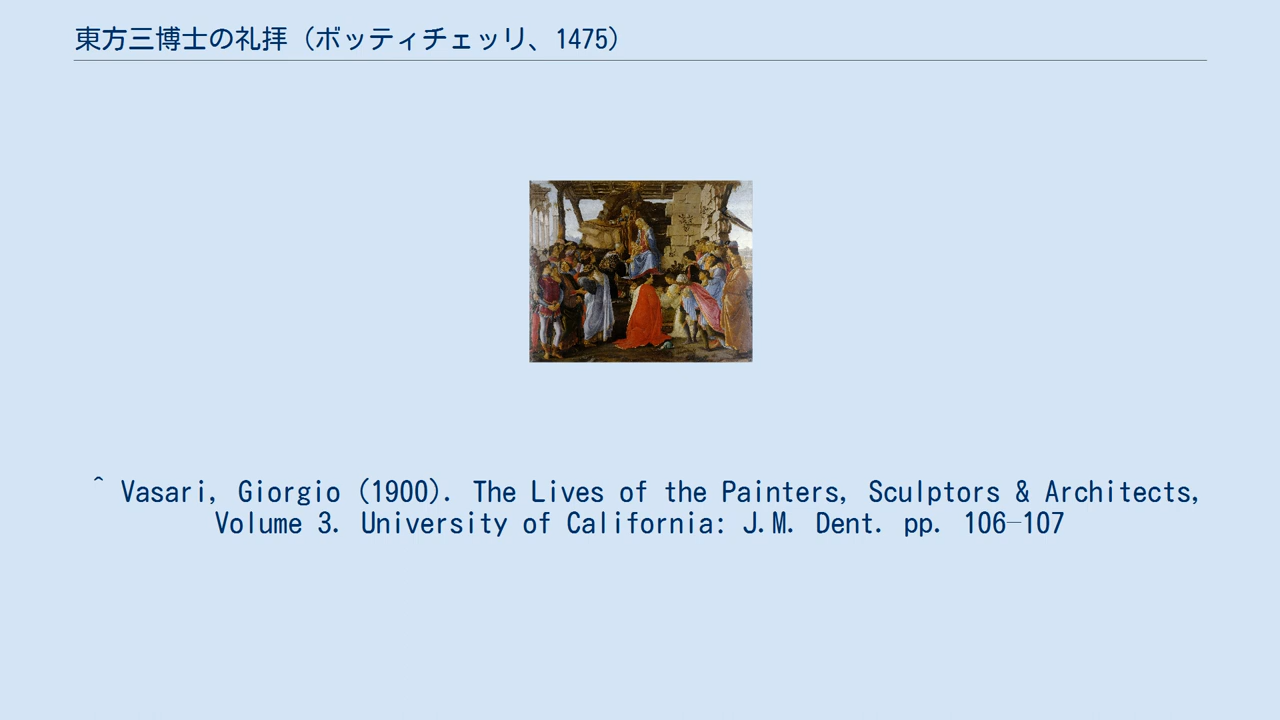 東方三博士の礼拝（ボッティチェッリ、1475）
^ Vasari, Giorgio (1900). The Lives of the Painters, Sculptors & Architects,
Volume 3. University of California: J.M. Dent. pp. 106–107